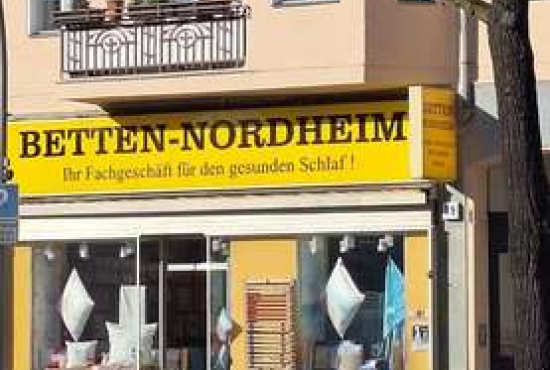 BETTEN-NORDHEIM
Ihr Fachgeschäft für den gesunden Schlaf !